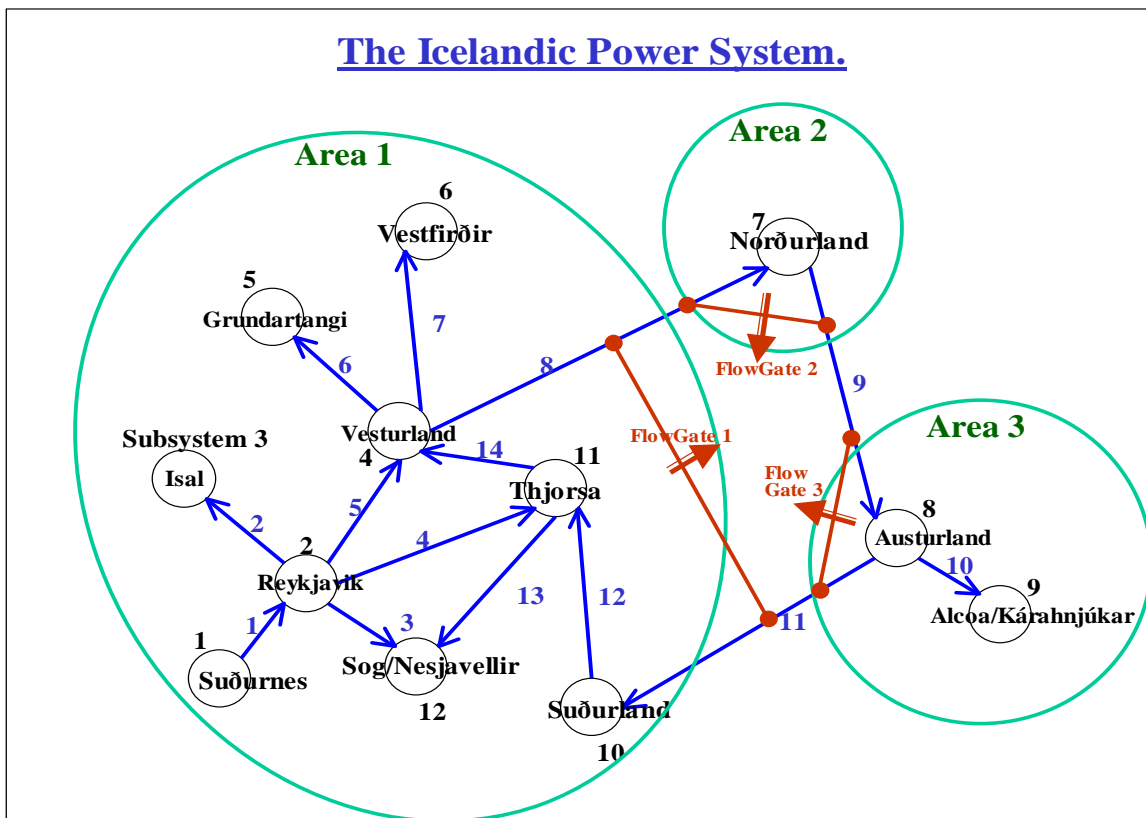 The Icelandic Power System.
Area 1
Area 2
6
Vestfirðir
7
Norðurland
5
Grundartangi
7
6
8
FlowGate 2
9
Area 3
Subsystem 3
Isal
Vesturland
4
14
11
Thjorsa
FlowGate 1
Flow
Gate 3
8
Austurland
2
5
4
2
Reykjavik
10
9
Alcoa/Kárahnjúkar
1
1
Suðurnes
3
Sog/Nesjavellir
12
13
12
11
Suðurland
10